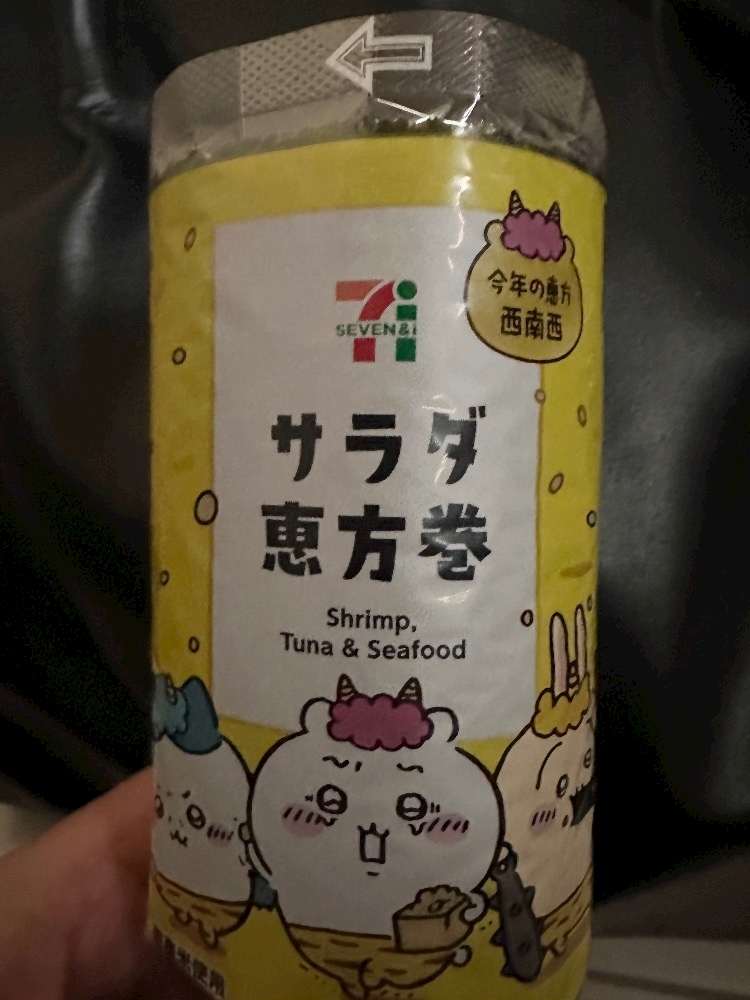 SEVEN&i
今年の恵方
西南西
サラダ
恵方巻
Shrimp,
Tuna & Seafood